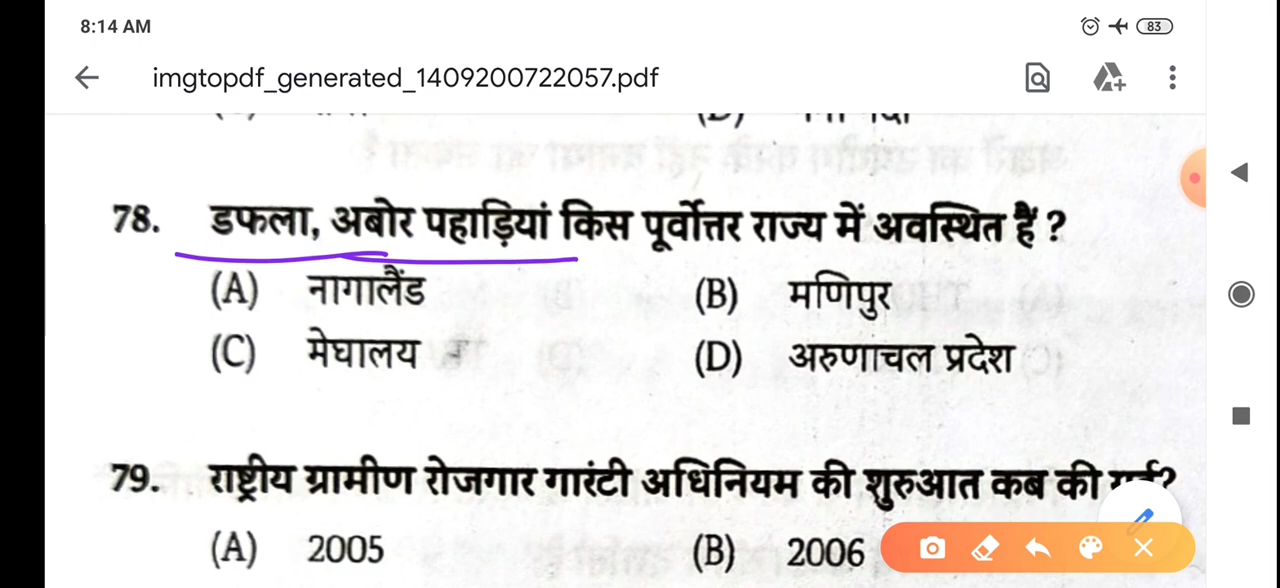 8:14 AM
83
imgtopdf_generated_1409200722057.pdf
78. डफला, अबोर पहाड़ियां किस पूर्वोत्तर राज्य में अवस्थित हैं ?
(A) नागालैंड (B) मणिपुर
(C) मेघालय (D) अरुणाचल प्रदेश
79. राष्ट्रीय ग्रामीण रोजगार गारंटी अधिनियम की शुरुआत कब की गई?
(A) 2005 (B) 2006